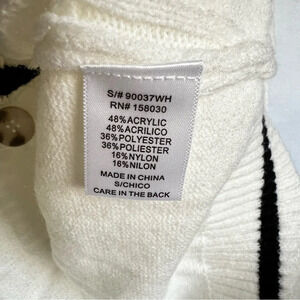 S/# 90037WH
RN# 158030
48%ACRYLIC
48%ACRILICO
36%POLYESTER
36%POLIESTER
16%NYLON
16%NILON
MADE IN CHINA
S/CHICO
CARE IN THE BACK